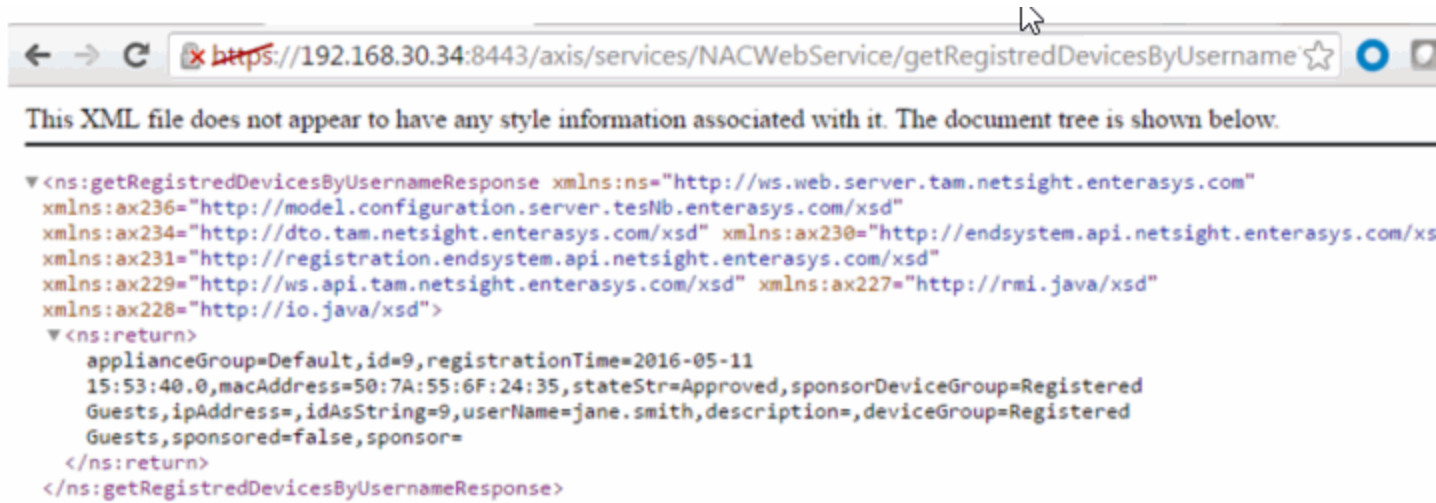 https://192.168.30.34:8443/axis/services/NACWebService/getRegistredDevicesByUsername
This XML file does not appear to have any style information associated with it. The document tree is shown below.
▼<ns:getRegistredDevicesByUsernameResponse xmlns:ns="http://ws.web.server.tam.netsight.enterasys.com"
xmlns:ax236="http://model.configuration.server.tesNb.enterasys.com/xsd"
xmlns:ax234="http://dto.tam.netsight.enterasys.com/xsd" xmlns:ax230="http://endsystem.api.netsight.enterasys.com/xs
xmlns:ax231="http://registration.endsystem.api.netsight.enterasys.com/xsd"
xmlns:ax229="http://ws.api.tam.netsight.enterasys.com/xsd" xmlns:ax227="http://rmi.java/xsd"
xmlns:ax228="http://io.java/xsd">
▼<ns:return>
applianceGroup=Default,id=9,registrationTime=2016-05-11
15:53:40.0,macAddress=50:7A:55:6F:24:35,stateStr=Approved,sponsorDeviceGroup=Registered
Guests,ipAddress=,idAsString=9,userName=jane.smith,description=,deviceGroup=Registered
Guests,sponsored=false,sponsor=
</ns:return>
</ns:getRegistredDevicesByUsernameResponse>